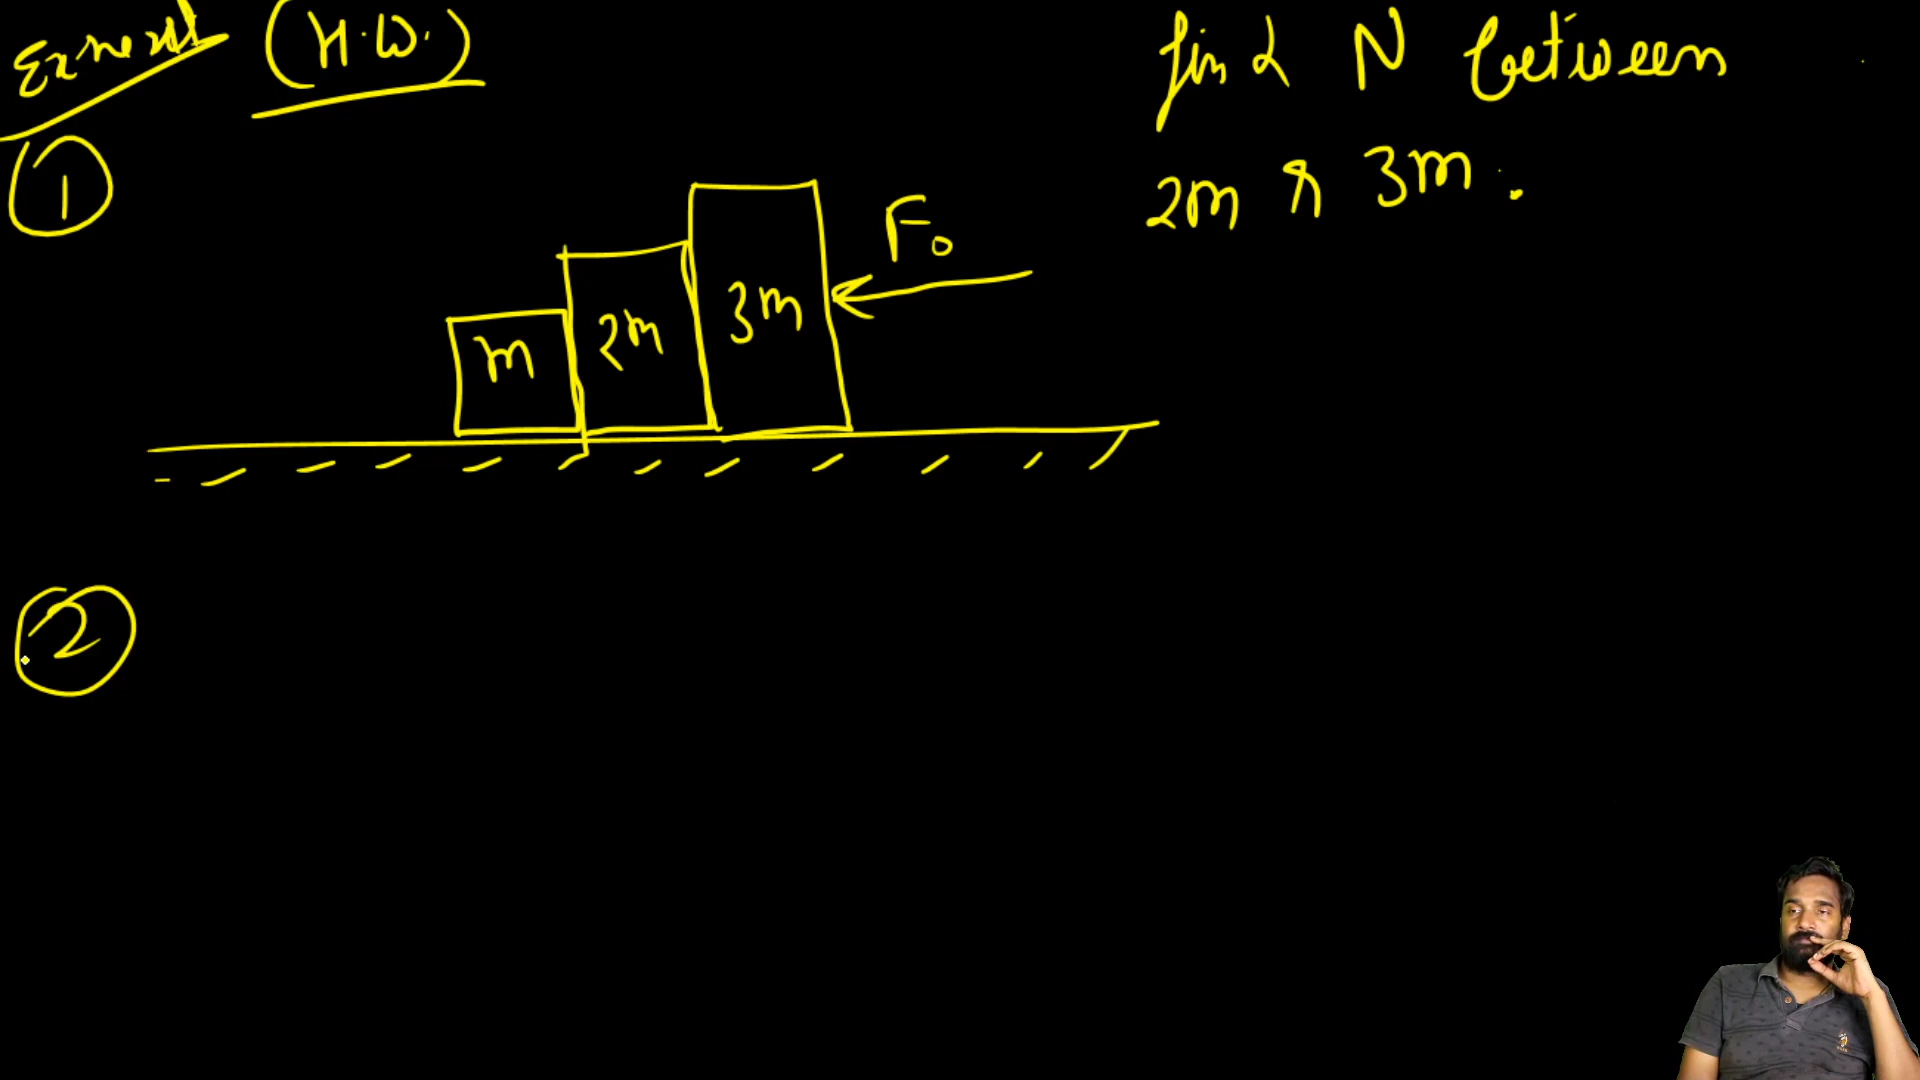 (H.W.)
find N between
2m & 3m.
1
F₀
m 2m 3m
2